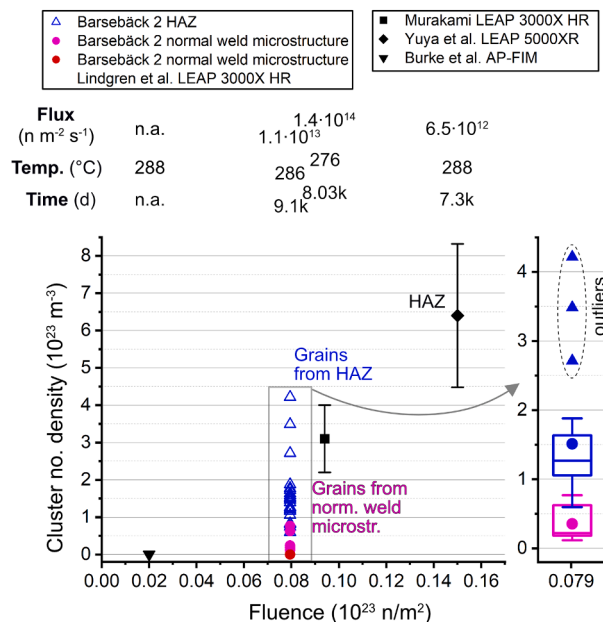 Barsebäck 2 HAZ
Barsebäck 2 normal weld microstructure
Barsebäck 2 normal weld microstructure
Lindgren et al. LEAP 3000X HR
Murakami LEAP 3000X HR
Yuya et al. LEAP 5000XR
Burke et al. AP-FIM
Flux
(n m⁻² s⁻¹)
n.a.
1.4·10¹⁴
1.1·10¹³
6.5·10¹²
Temp. (°C)
288
276
286
288
Time (d)
n.a.
8.03k
9.1k
7.3k
Cluster no. density (10²³ m⁻³)
8
7
6
5
4
3
2
1
0
HAZ
Grains
from HAZ
Grains from
norm. weld
microstr.
0.00 0.02 0.04 0.06 0.08 0.10 0.12 0.14 0.16
Fluence (10²³ n/m²)
4
3
2
1
0
outliers
0.079